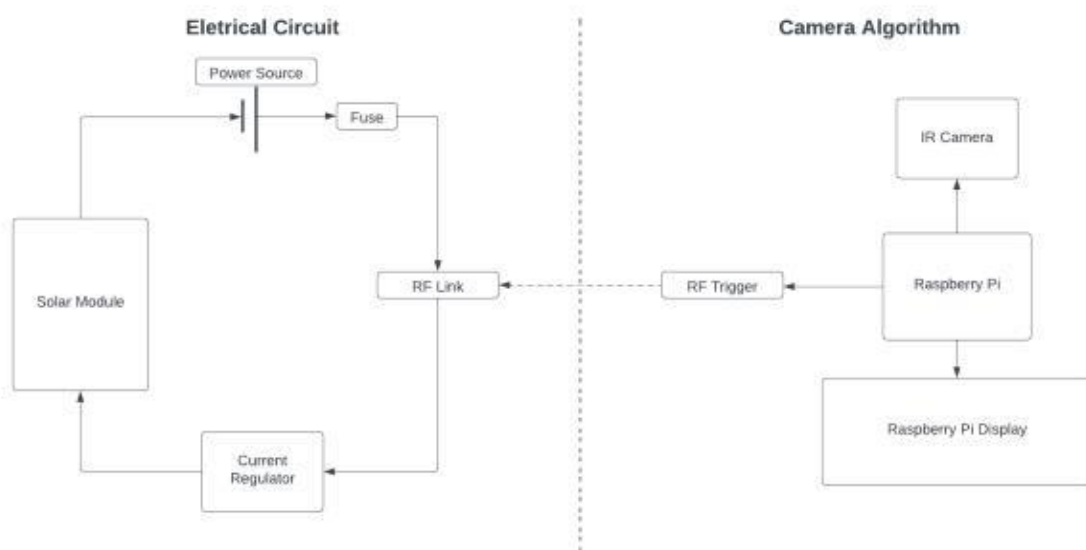 Eletrical Circuit
Camera Algorithm
Power Source
Fuse
IR Camera
Solar Module
RF Link
RF Trigger
Raspberry Pi
Raspberry Pi Display
Current
Regulator